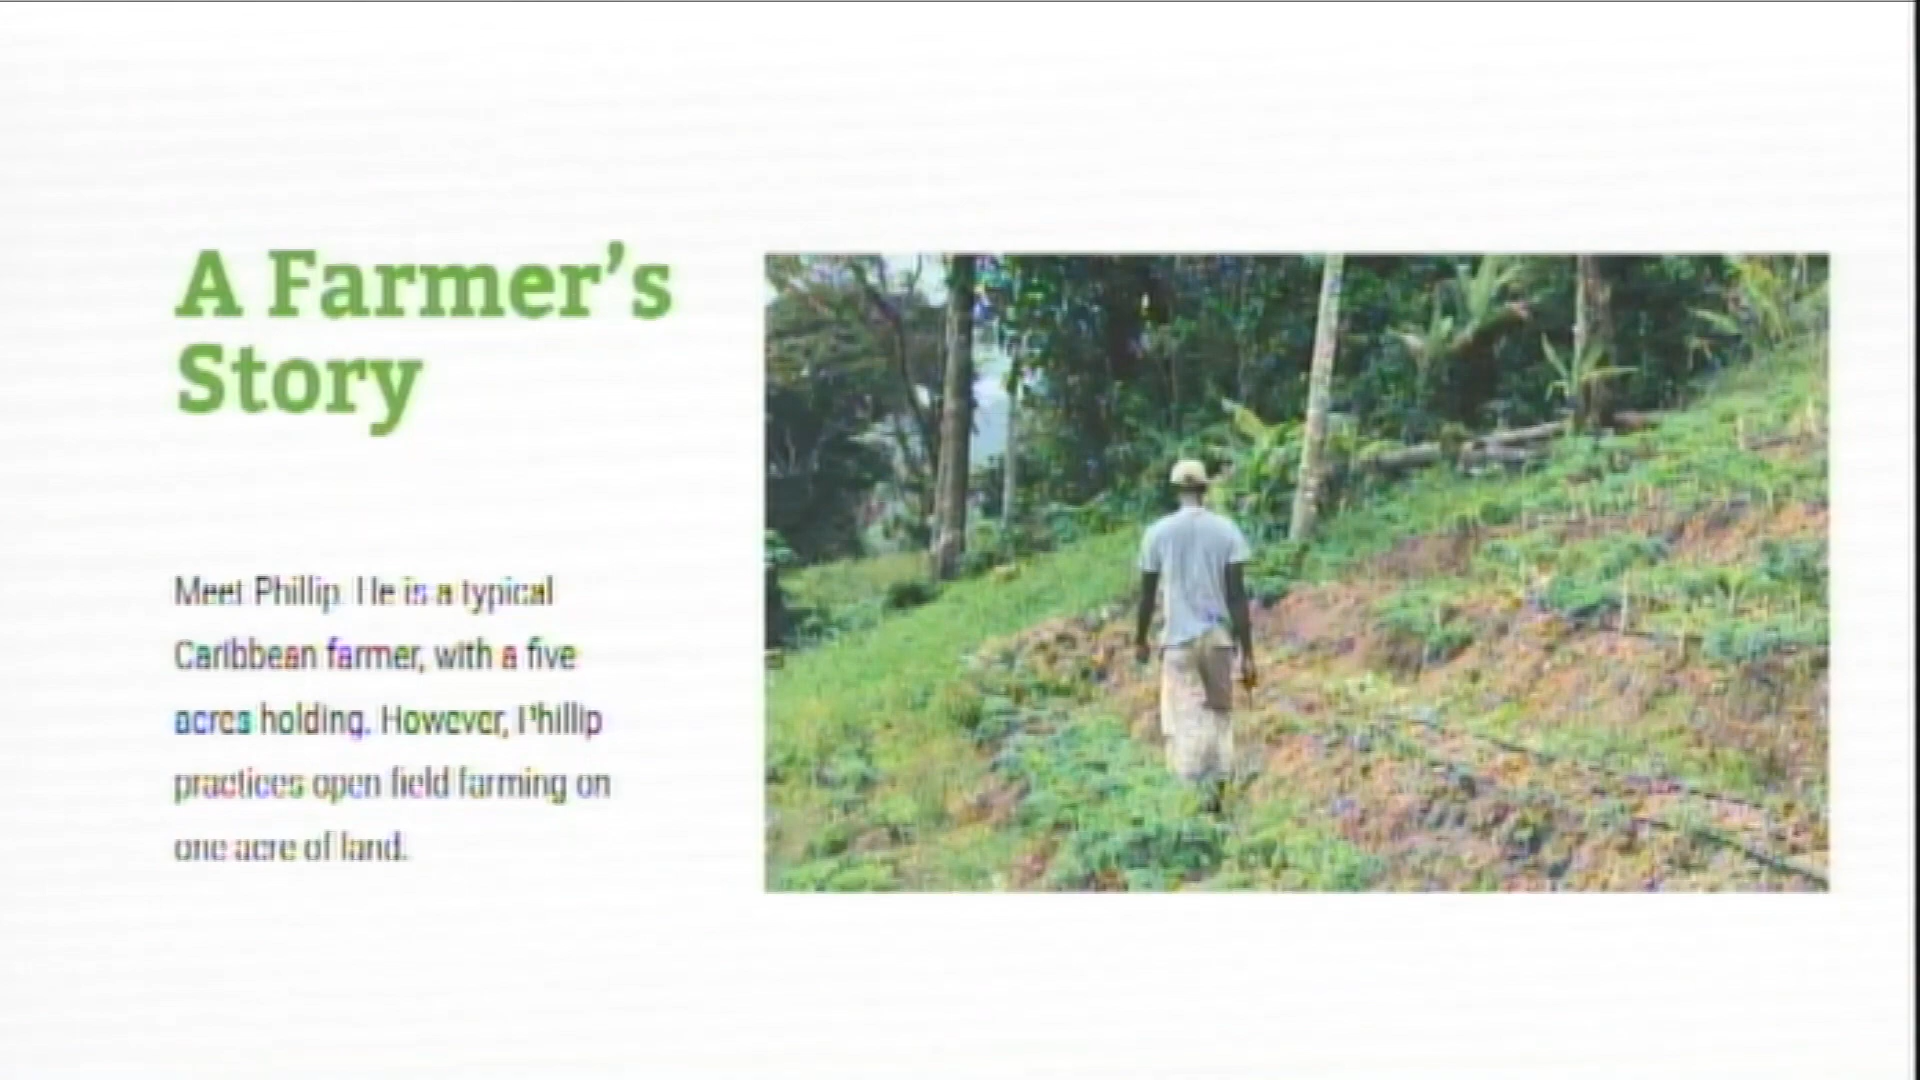 A Farmer's
Story
Meet Phillip. He is a typical
Caribbean farmer, with a five
acres holding. However, Phillip
practices open field farming on
one acre of land.